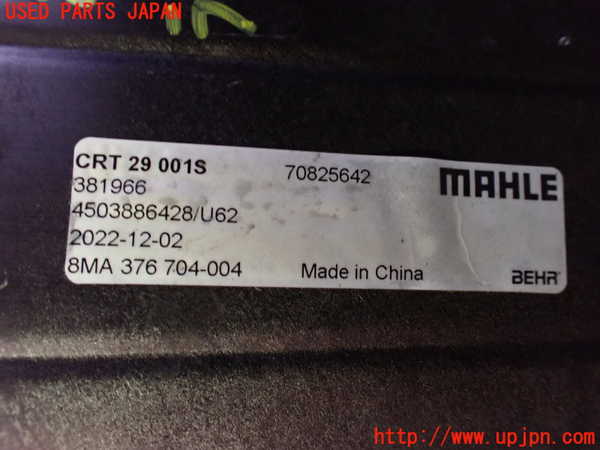 USED PARTS JAPAN
CRT 29 001S
70825642
MAHLE
381966
4503886428/U62
2022-12-02
8MA 376 704-004
Made in China
BEHR
UPJ
http://www.upjpn.com/